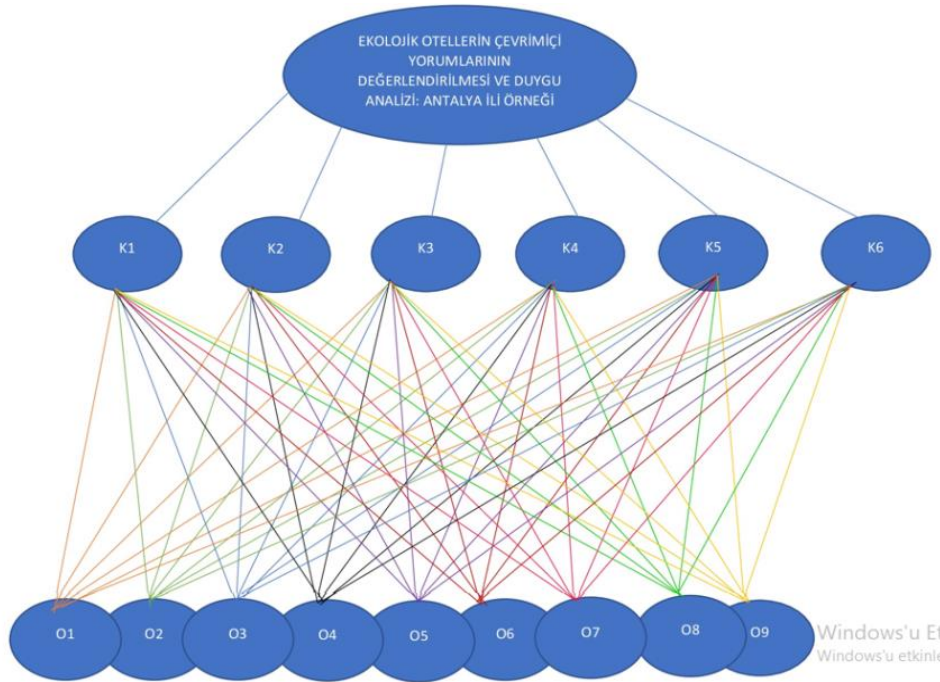 EKOLOJİK OTELLERİN ÇEVRİMİÇİ
YORUMLARININ
DEĞERLENDİRİLMESİ VE DUYGU
ANALİZİ: ANTALYA İLİ ÖRNEĞİ
K1 K2 K3 K4 K5 K6
O1 O2 O3 O4 O5 O6 O7 O8 O9
Windows'u Et
Windows'u etkinle